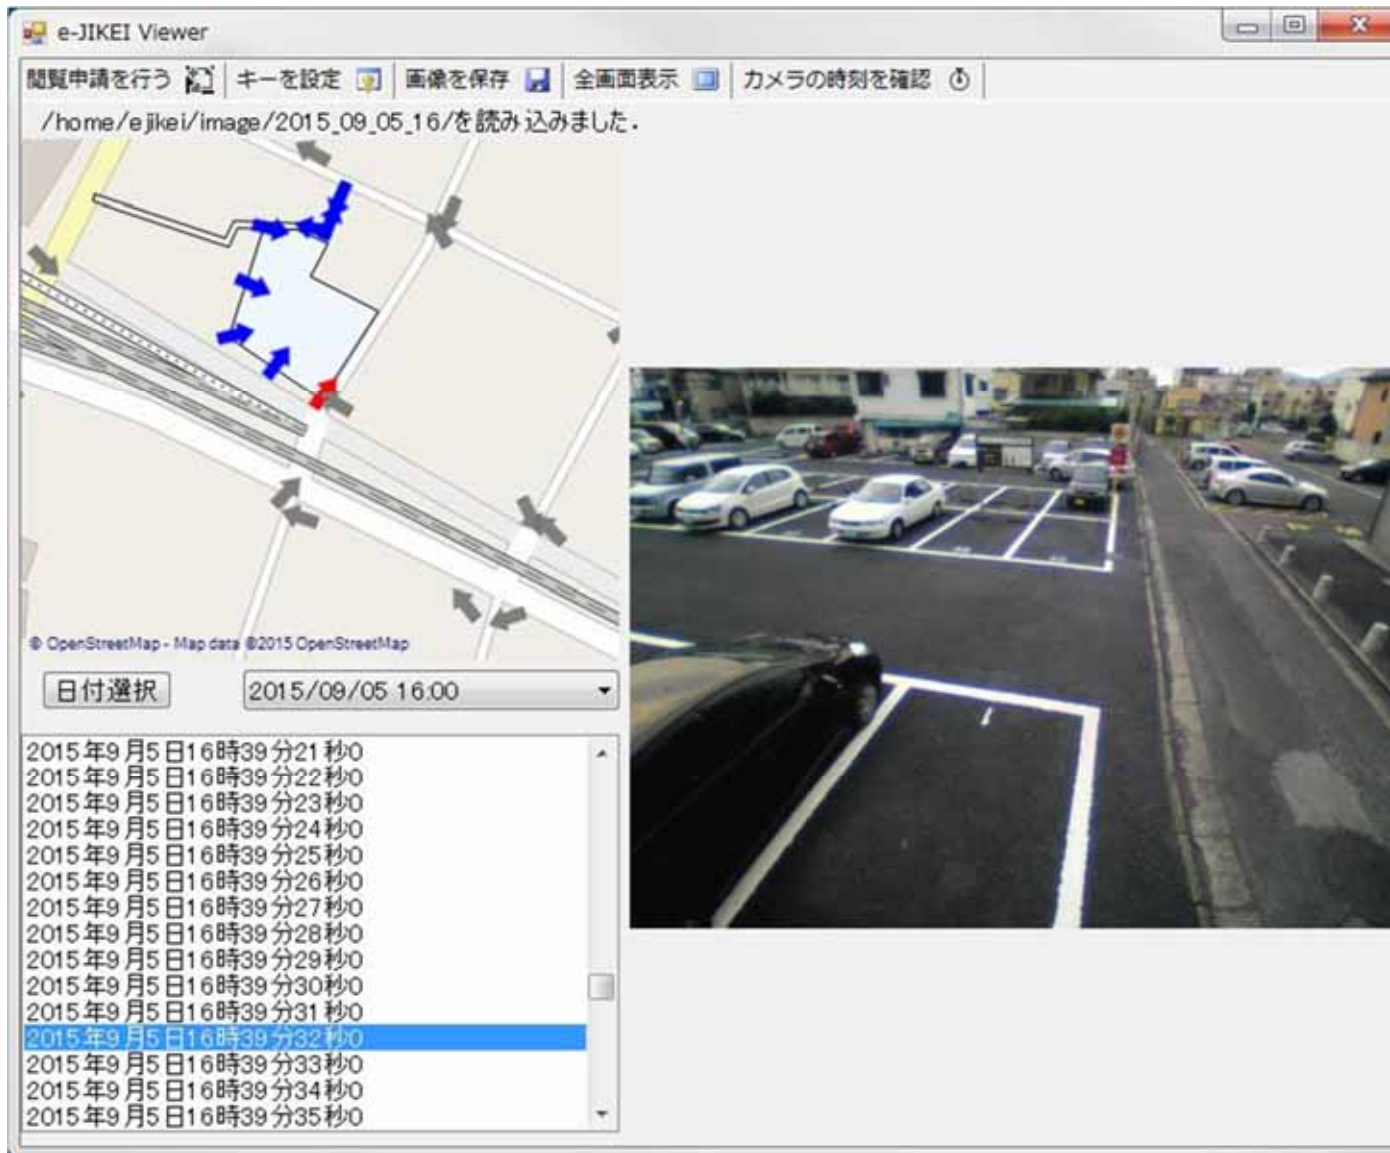 e-JIKEI Viewer
閲覧申請を行う キーを設定 画像を保存 全画面表示 カメラの時刻を確認
/home/ejikei/image/2015_09_05_16/を読み込みました.
© OpenStreetMap - Map data ©2015 OpenStreetMap
日付選択 2015/09/05 16:00
2015年9月5日16時39分21秒0
2015年9月5日16時39分22秒0
2015年9月5日16時39分23秒0
2015年9月5日16時39分24秒0
2015年9月5日16時39分25秒0
2015年9月5日16時39分26秒0
2015年9月5日16時39分27秒0
2015年9月5日16時39分28秒0
2015年9月5日16時39分29秒0
2015年9月5日16時39分30秒0
2015年9月5日16時39分31秒0
2015年9月5日16時39分32秒0
2015年9月5日16時39分33秒0
2015年9月5日16時39分34秒0
2015年9月5日16時39分35秒0